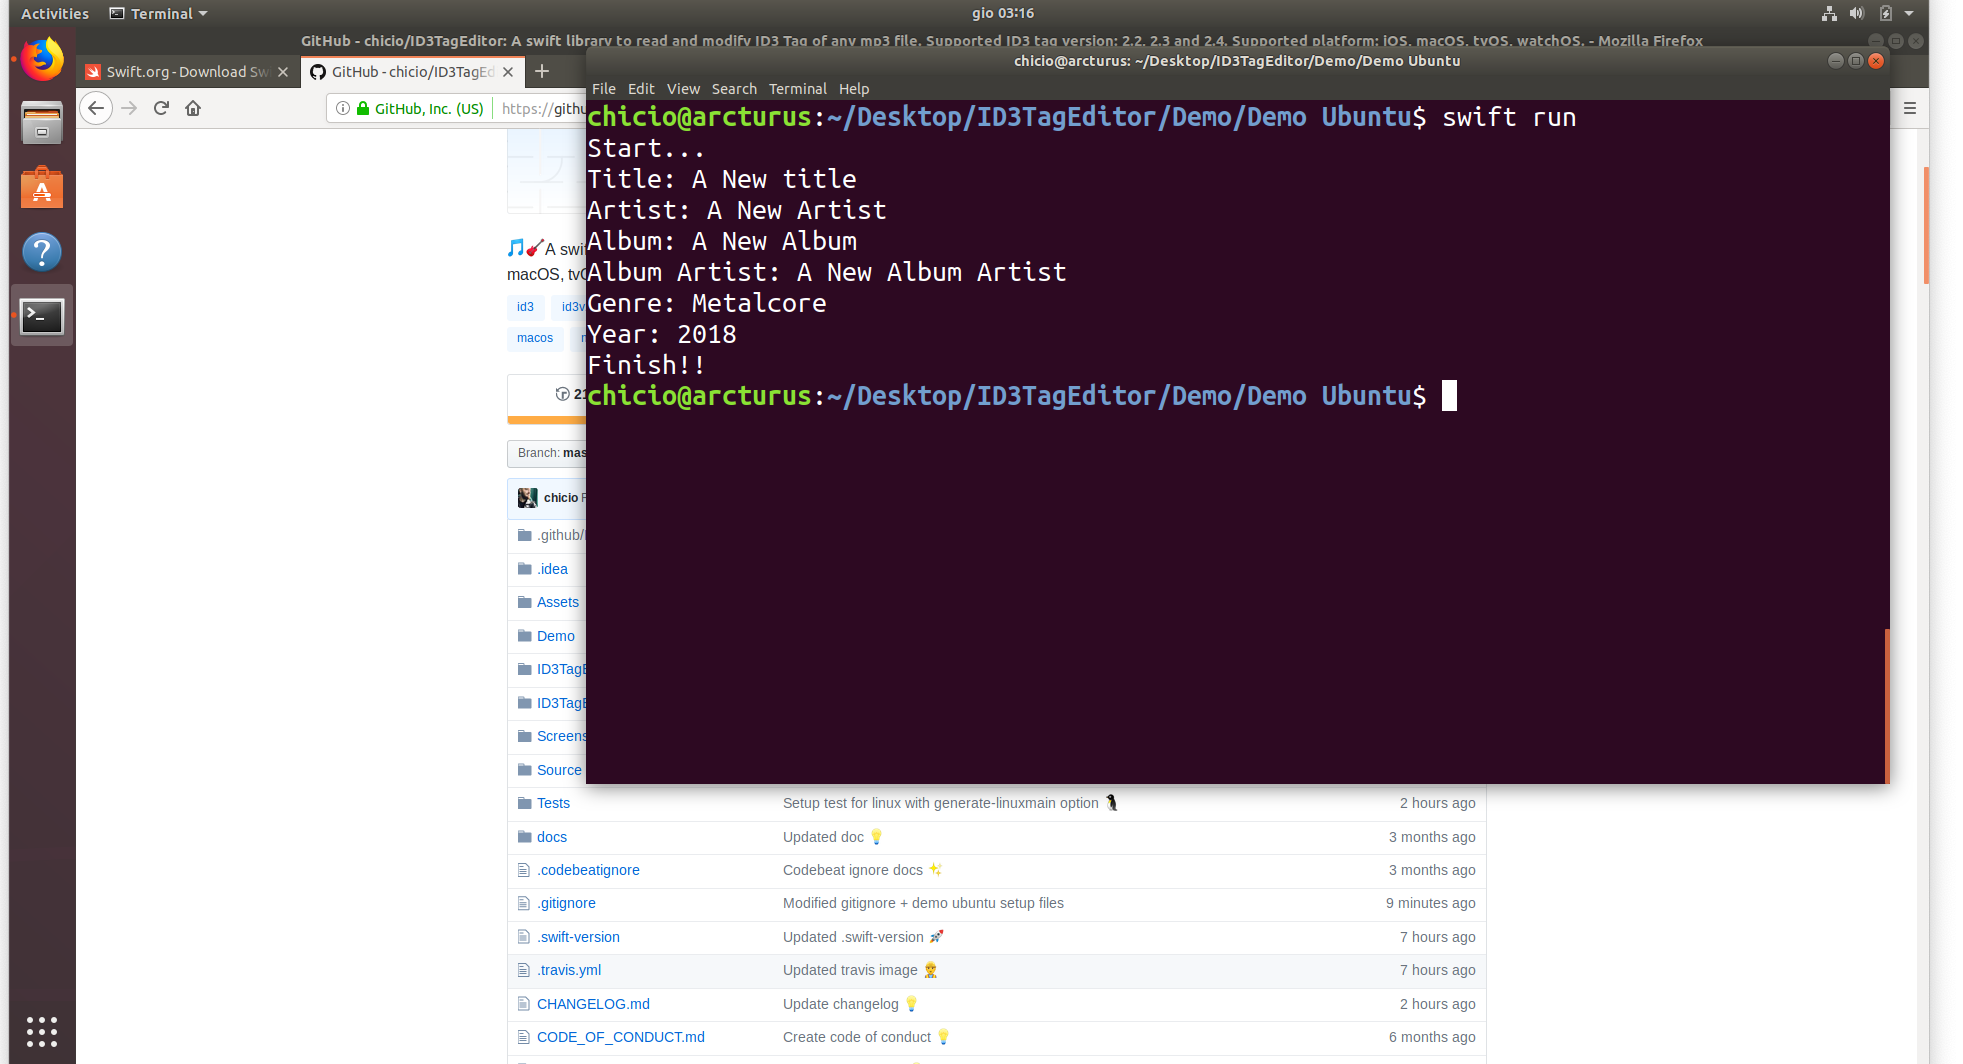 Activities Terminal gio 03:16
GitHub - chicio/ID3TagEditor: A swift library to read and modify ID3 Tag of any mp3 file. Supported ID3 tag version: 2.2, 2.3 and 2.4. Supported platform: iOS, macOS, tvOS, watchOS. - Mozilla Firefox
Swift.org - Download Sw
GitHub - chicio/ID3TagEd
GitHub, Inc. (US) https://githu
chicio@arcturus: ~/Desktop/ID3TagEditor/Demo/Demo Ubuntu
File Edit View Search Terminal Help
chicio@arcturus:~/Desktop/ID3TagEditor/Demo/Demo Ubuntu$ swift run
Start...
Title: A New title
Artist: A New Artist
Album: A New Album
Album Artist: A New Album Artist
Genre: Metalcore
Year: 2018
Finish!!
chicio@arcturus:~/Desktop/ID3TagEditor/Demo/Demo Ubuntu$
A swif
macOS, tvO
id3 id3v
macos
21
Branch: mas
chicio
.github/
.idea
Assets
Demo
ID3TagE
ID3TagE
Screens
Source
Tests Setup test for linux with generate-linuxmain option 🐧 2 hours ago
docs Updated doc 💡 3 months ago
.codebeatignore Codebeat ignore docs ✨ 3 months ago
.gitignore Modified gitignore + demo ubuntu setup files 9 minutes ago
.swift-version Updated .swift-version 🚀 7 hours ago
.travis.yml Updated travis image 👷 7 hours ago
CHANGELOG.md Update changelog 💡 2 hours ago
CODE_OF_CONDUCT.md Create code of conduct 💡 6 months ago